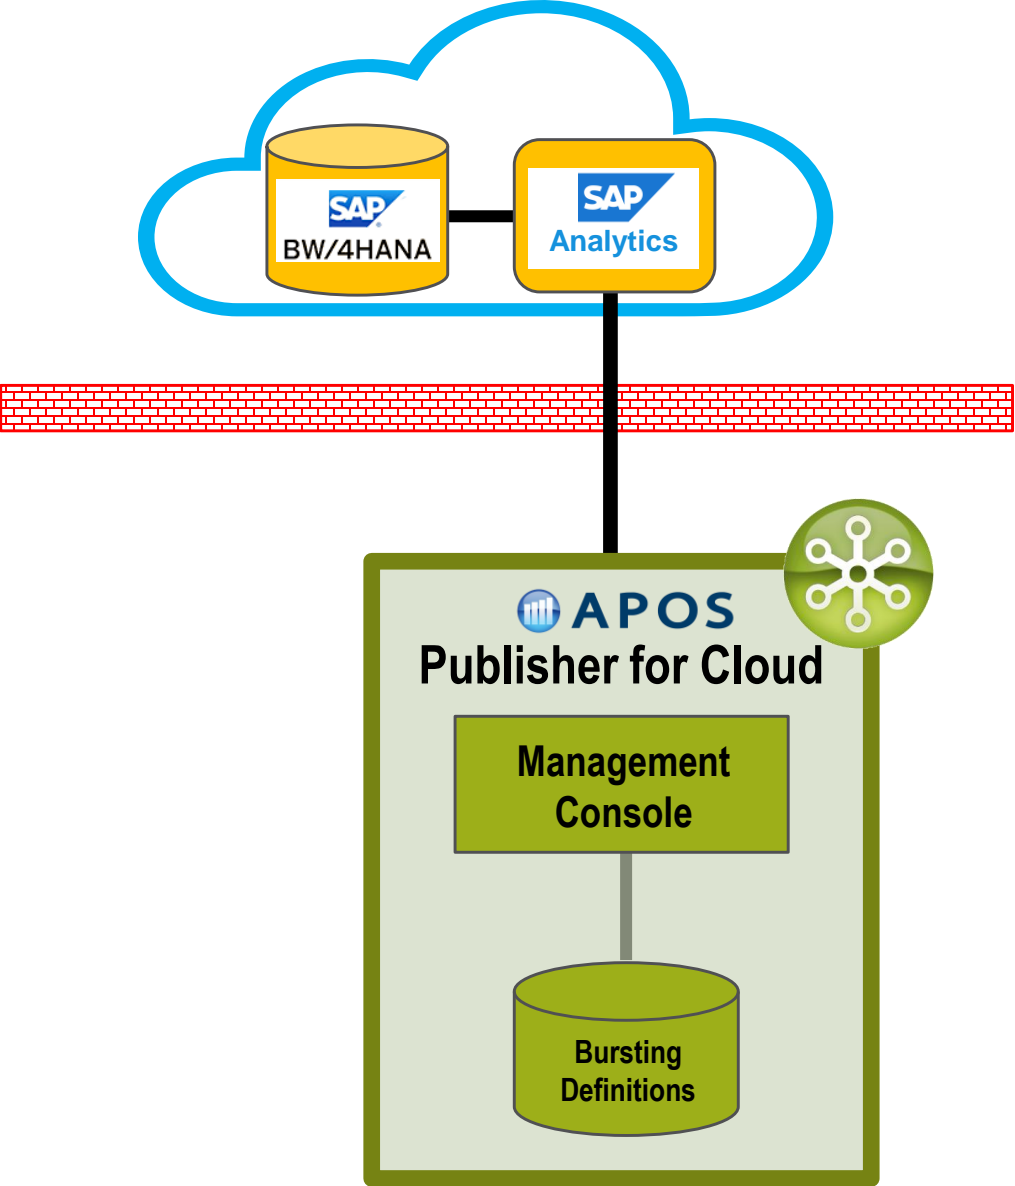 SAP
BW/4HANA
SAP
Analytics
APOS
Publisher for Cloud
Management
Console
Bursting
Definitions